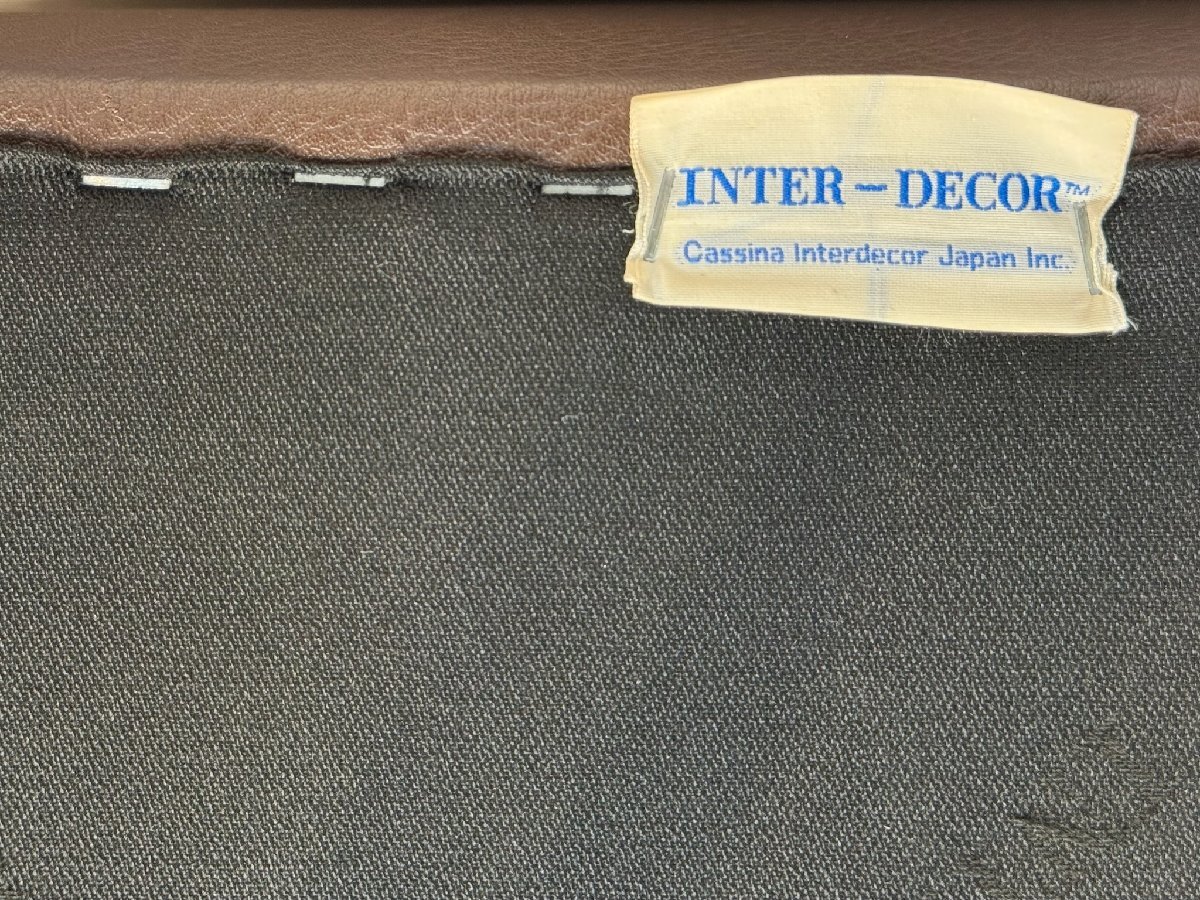 INTER-DECOR™
Cassina Interdecor Japan Inc.